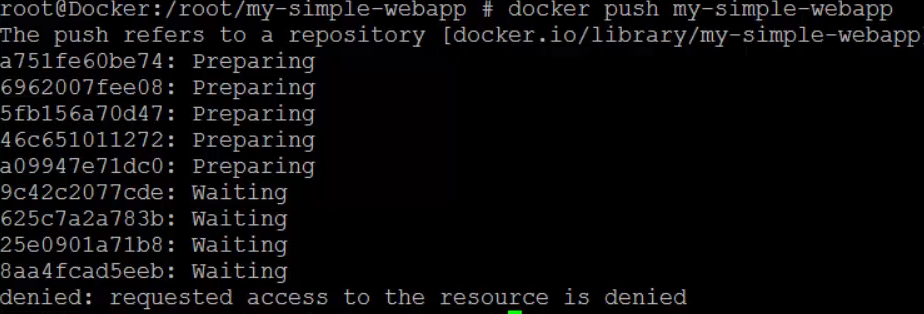 root@Docker:/root/my-simple-webapp # docker push my-simple-webapp
The push refers to a repository [docker.io/library/my-simple-webapp
a751fe60be74: Preparing
6962007fee08: Preparing
5fb156a70d47: Preparing
46c651011272: Preparing
a09947e71dc0: Preparing
9c42c2077cde: Waiting
625c7a2a783b: Waiting
25e0901a71b8: Waiting
8aa4fcad5eeb: Waiting
denied: requested access to the resource is denied